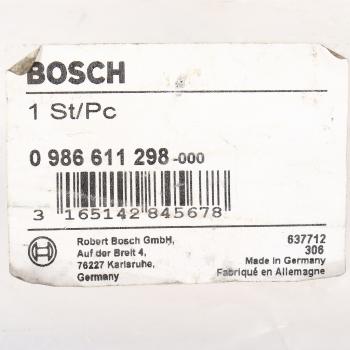 BOSCH
1 St/Pc
0 986 611 298-000
3 165142 845678
Robert Bosch GmbH,
Auf der Breit 4,
76227 Karlsruhe,
Germany
637712
306
Made in Germany
Fabriqué en Allemagne